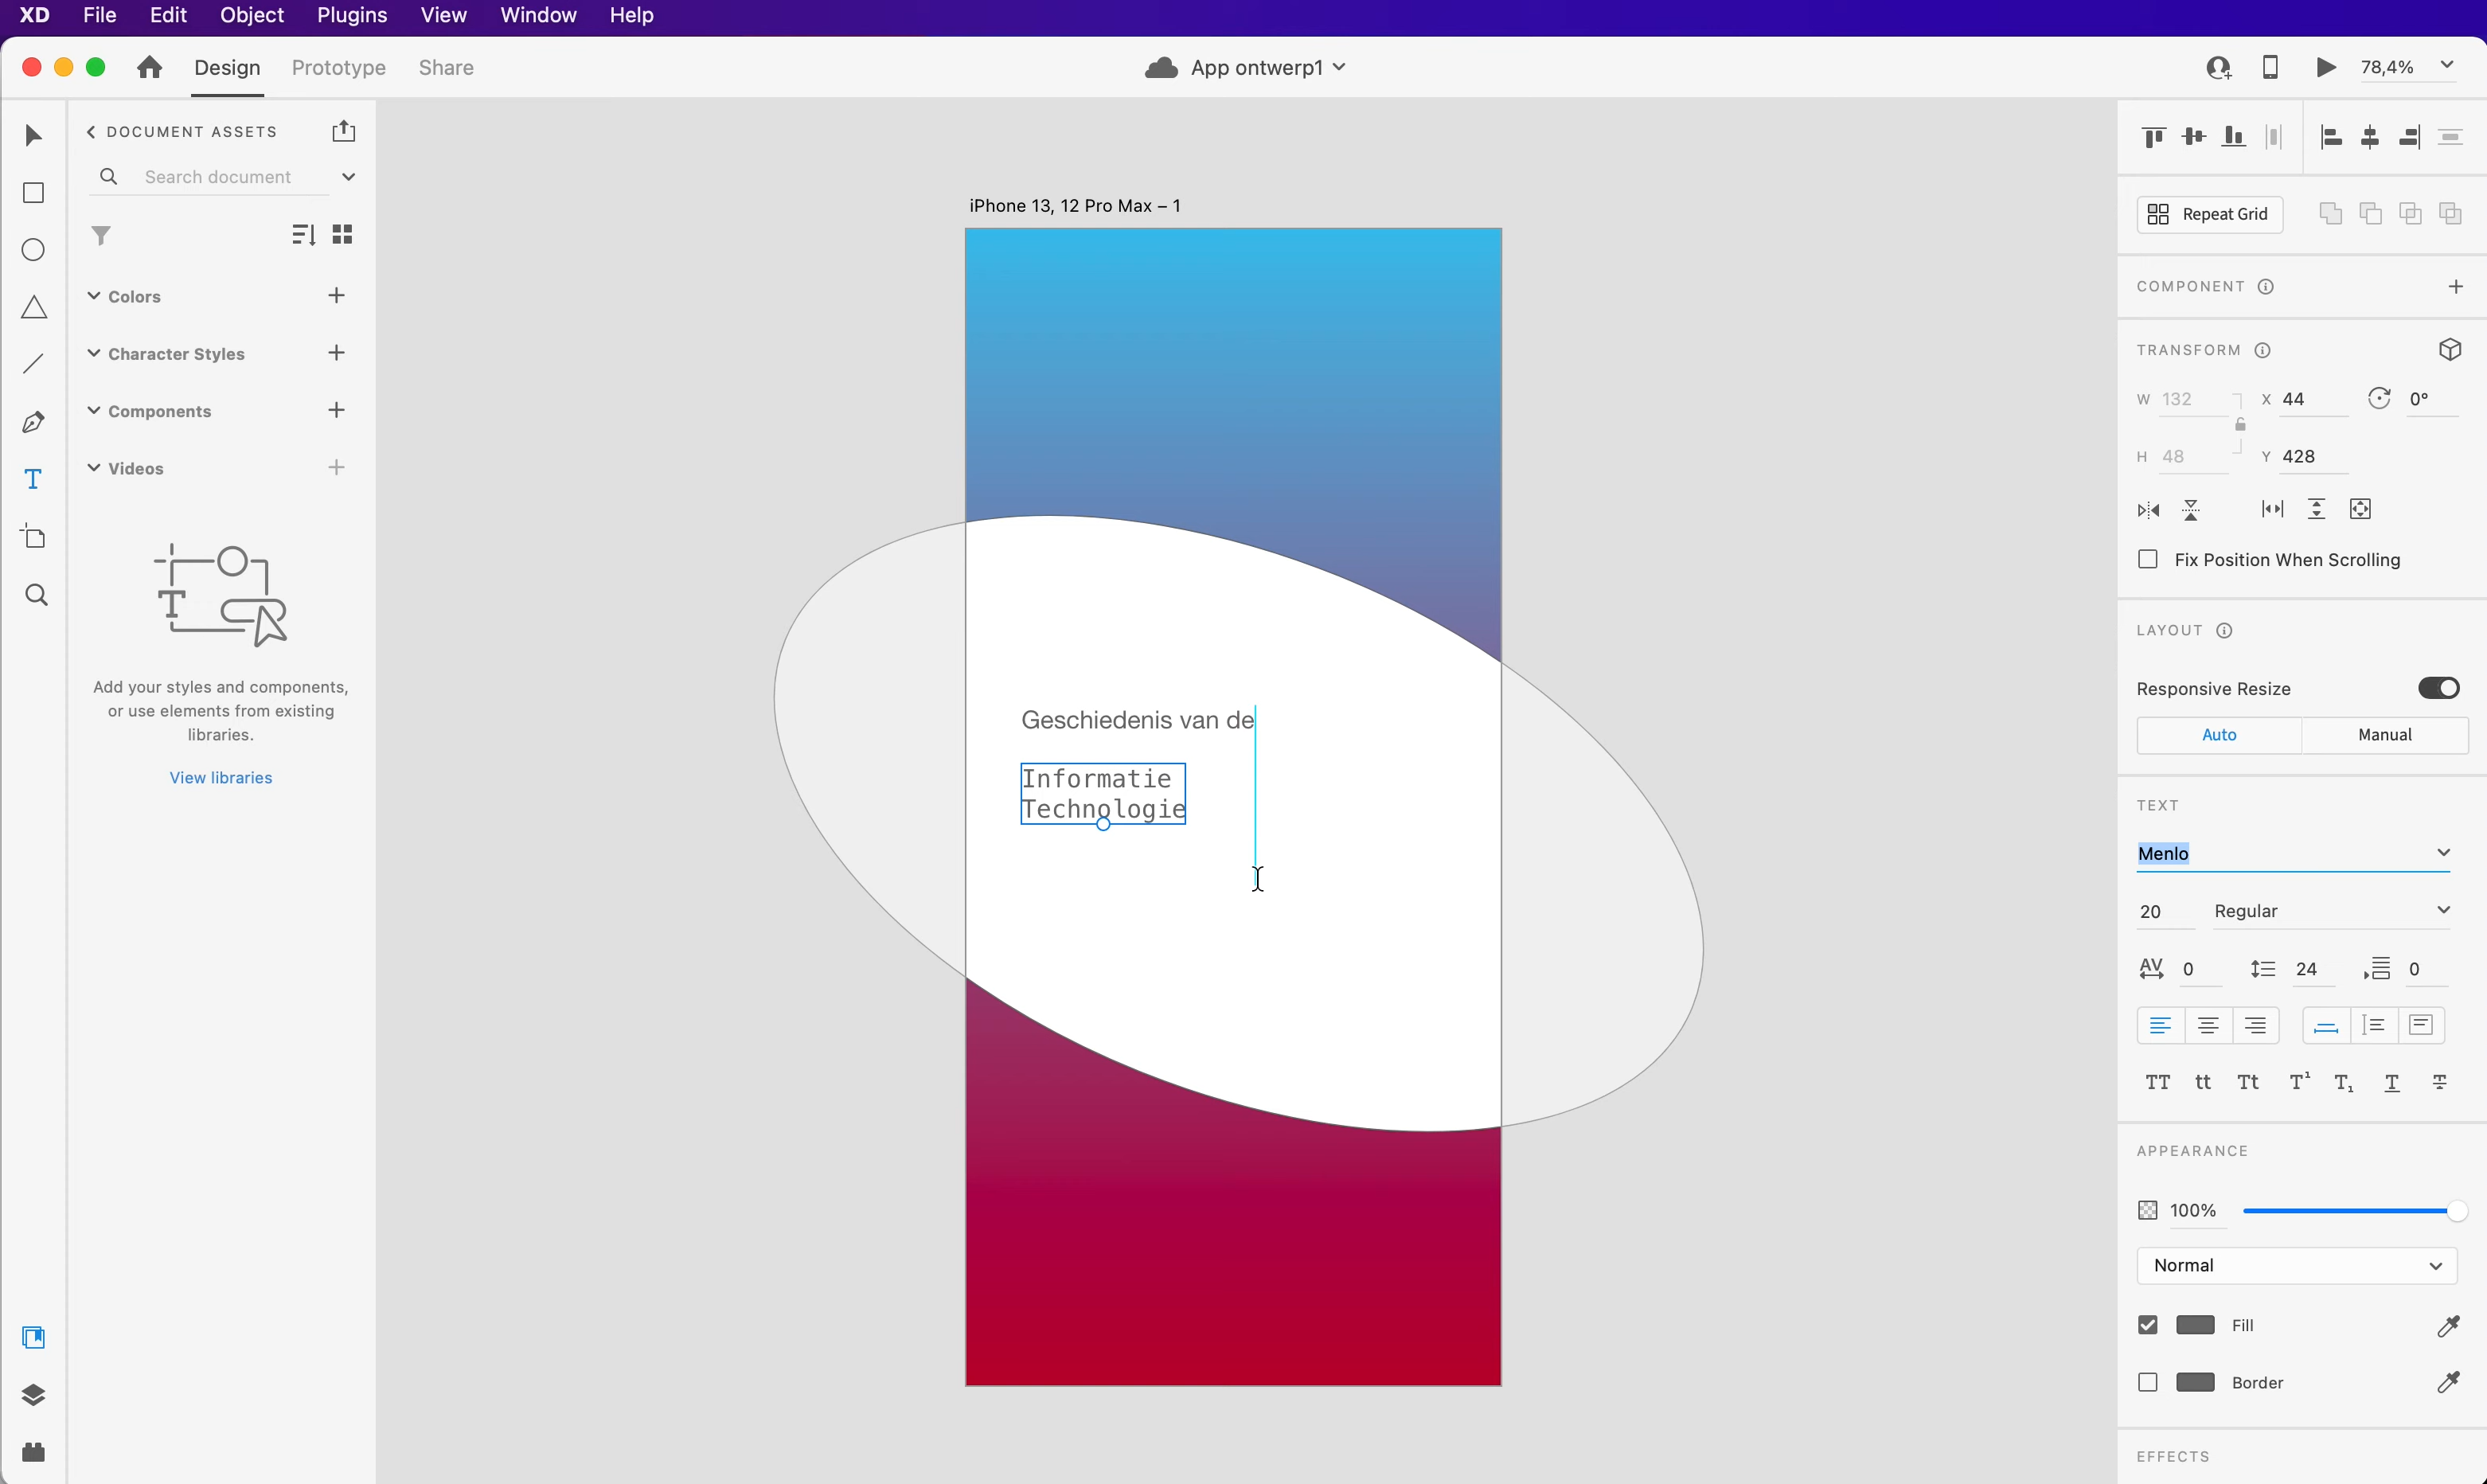 XD File Edit Object Plugins View Window Help
Design Prototype Share
App ontwerp1
78,4%
DOCUMENT ASSETS
Search document
Colors
Character Styles
Components
Videos
Add your styles and components,
or use elements from existing
libraries.
View libraries
iPhone 13, 12 Pro Max – 1
Geschiedenis van de
Informatie
Technologie
Repeat Grid
COMPONENT
TRANSFORM
W 132 X 44 0°
H 48 Y 428
Fix Position When Scrolling
LAYOUT
Responsive Resize
Auto Manual
TEXT
Menlo
20 Regular
AV 0 24 0
TT tt Tt T¹ T₁ T T
APPEARANCE
100%
Normal
Fill
Border
EFFECTS